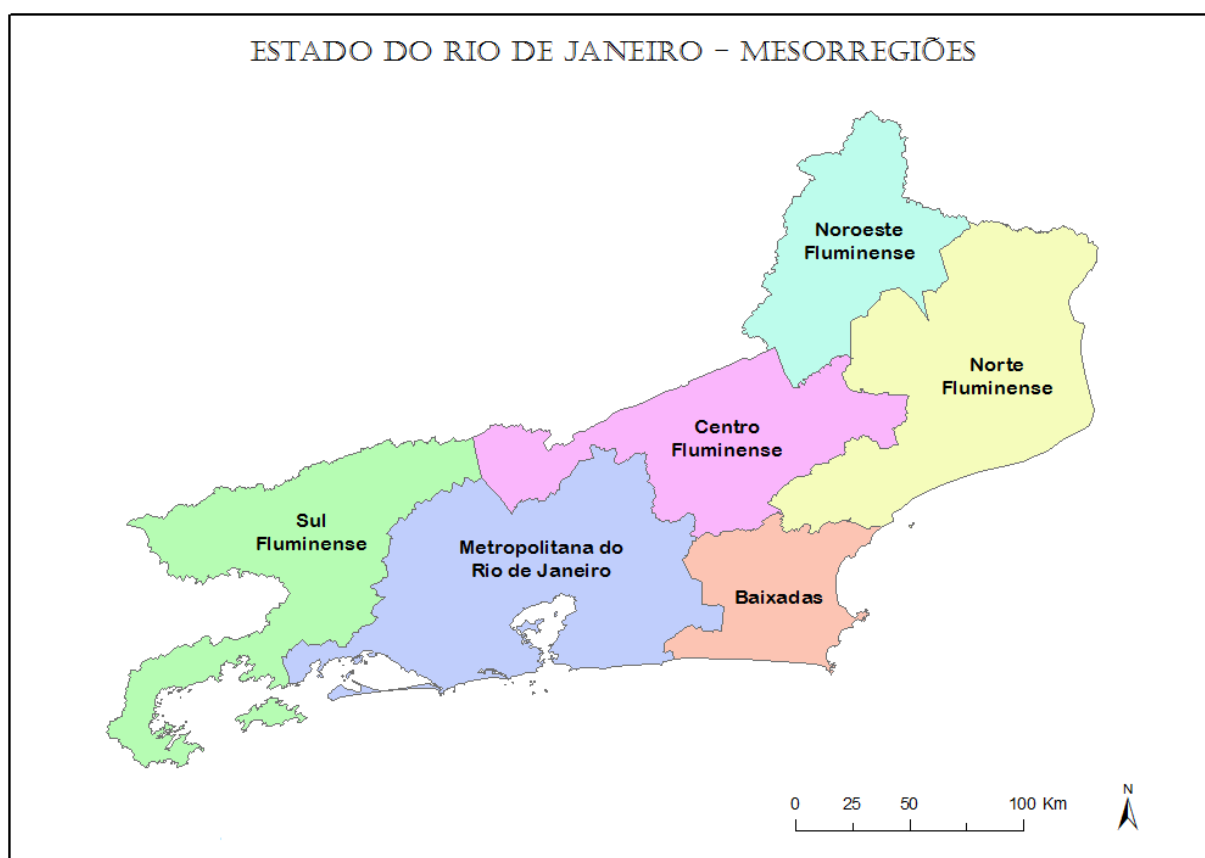 ESTADO DO RIO DE JANEIRO - MESORREGIÕES
Noroeste
Fluminense
Norte
Fluminense
Centro
Fluminense
Sul
Fluminense
Metropolitana do
Rio de Janeiro
Baixadas
N
0 25 50 100 Km